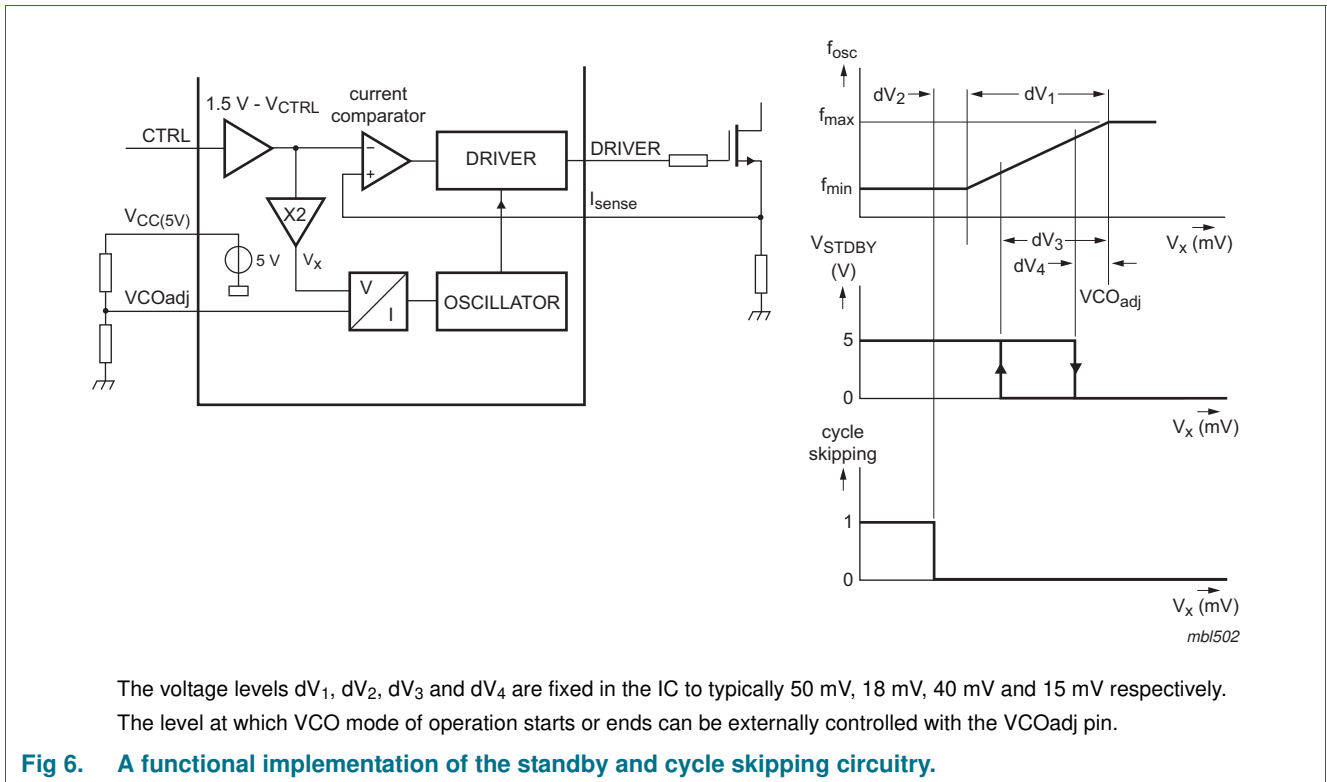 1.5 V - VCTRL
current
comparator
CTRL
−
+
DRIVER
DRIVER
Isense
X2
VCC(5V)
5 V
Vx
VCOadj
V
I
OSCILLATOR
fosc
dV2
dV1
fmax
fmin
Vx (mV)
dV3
dV4
VCOadj
VSTDBY
(V)
5
0
Vx (mV)
cycle
skipping
1
0
Vx (mV)
mbl502
The voltage levels dV1, dV2, dV3 and dV4 are fixed in the IC to typically 50 mV, 18 mV, 40 mV and 15 mV respectively.
The level at which VCO mode of operation starts or ends can be externally controlled with the VCOadj pin.
Fig 6. A functional implementation of the standby and cycle skipping circuitry.